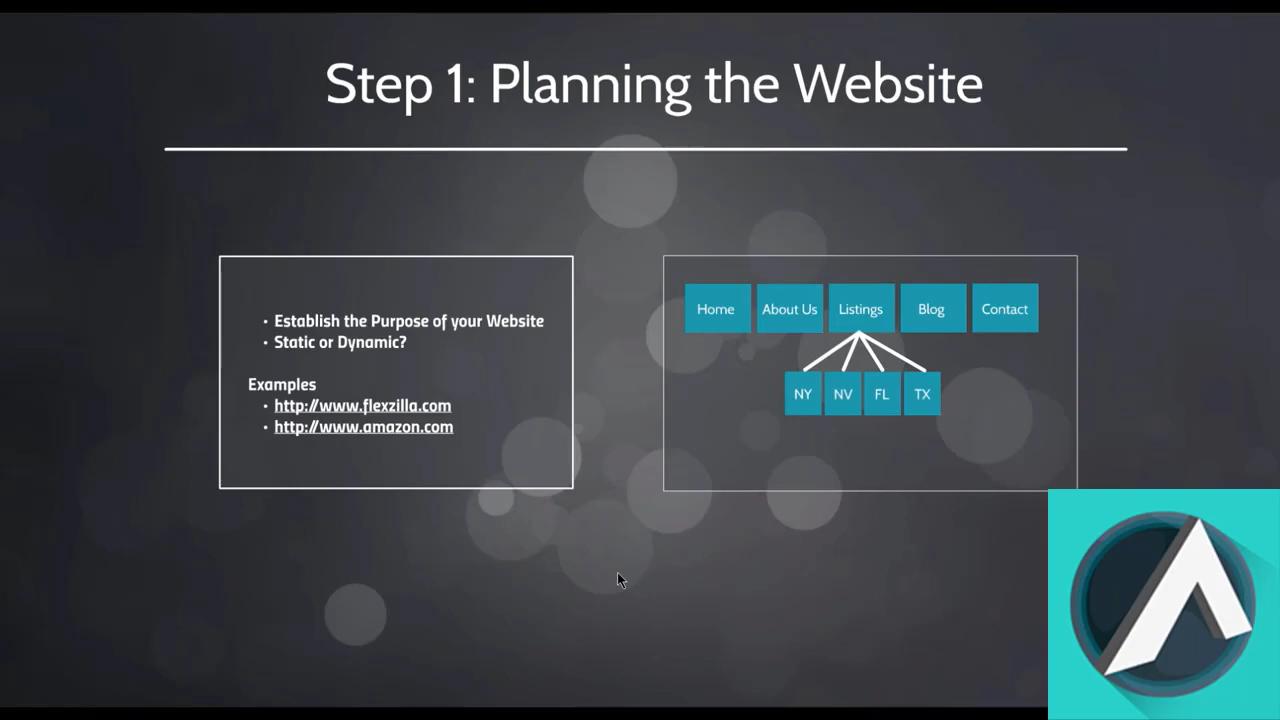 Step 1: Planning the Website
• Establish the Purpose of your Website
• Static or Dynamic?
Examples
• http://www.flexzilla.com
• http://www.amazon.com
Home About Us Listings Blog Contact
NY NV FL TX